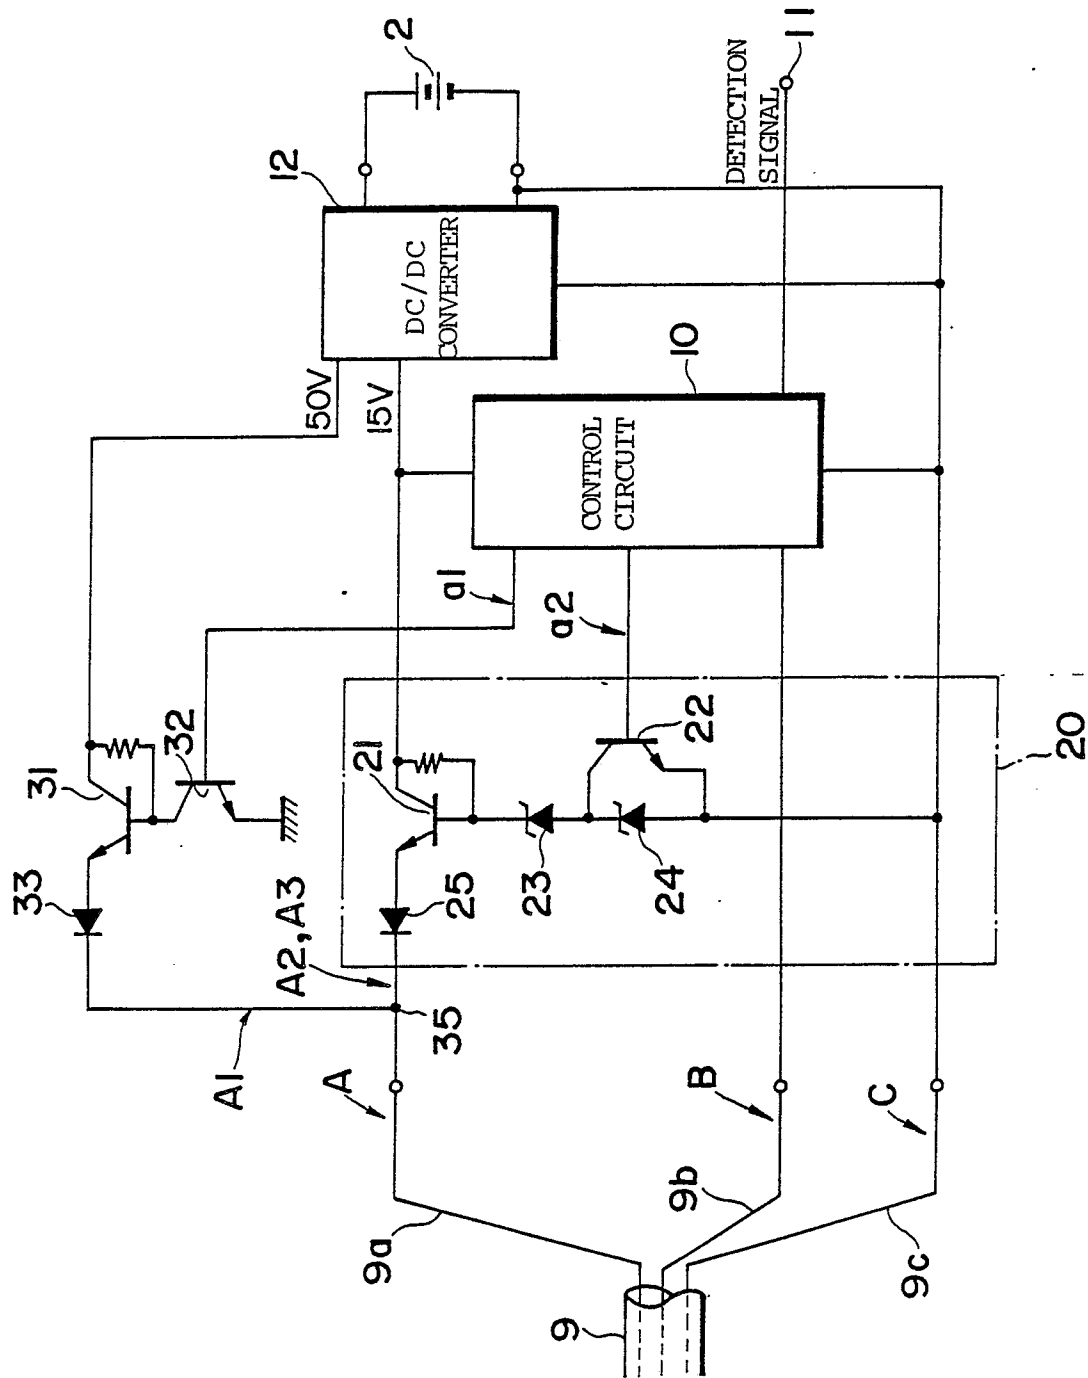 2
12
DC/DC
CONVERTER
50V
15V
DETECTION
SIGNAL
11
10
CONTROL
CIRCUIT
a1
a2
31
32
33
21
22
23
24
25
20
A2,A3
A1
35
A
B
C
9a
9b
9c
9